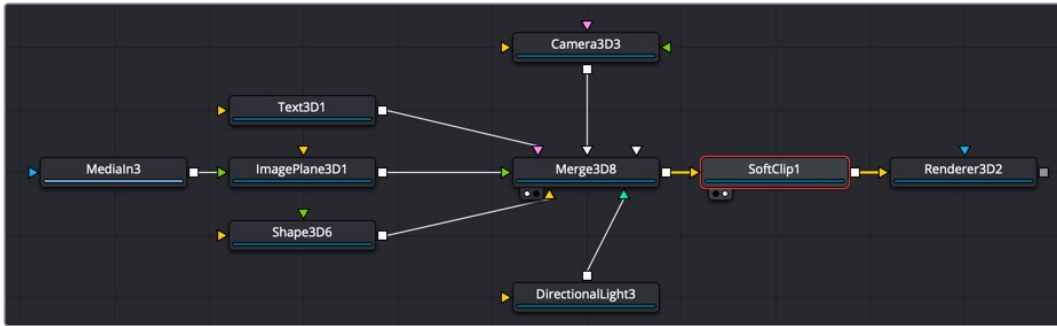 Camera3D3
Text3D1
MediaIn3
ImagePlane3D1
Merge3D8
SoftClip1
Renderer3D2
Shape3D6
DirectionalLight3